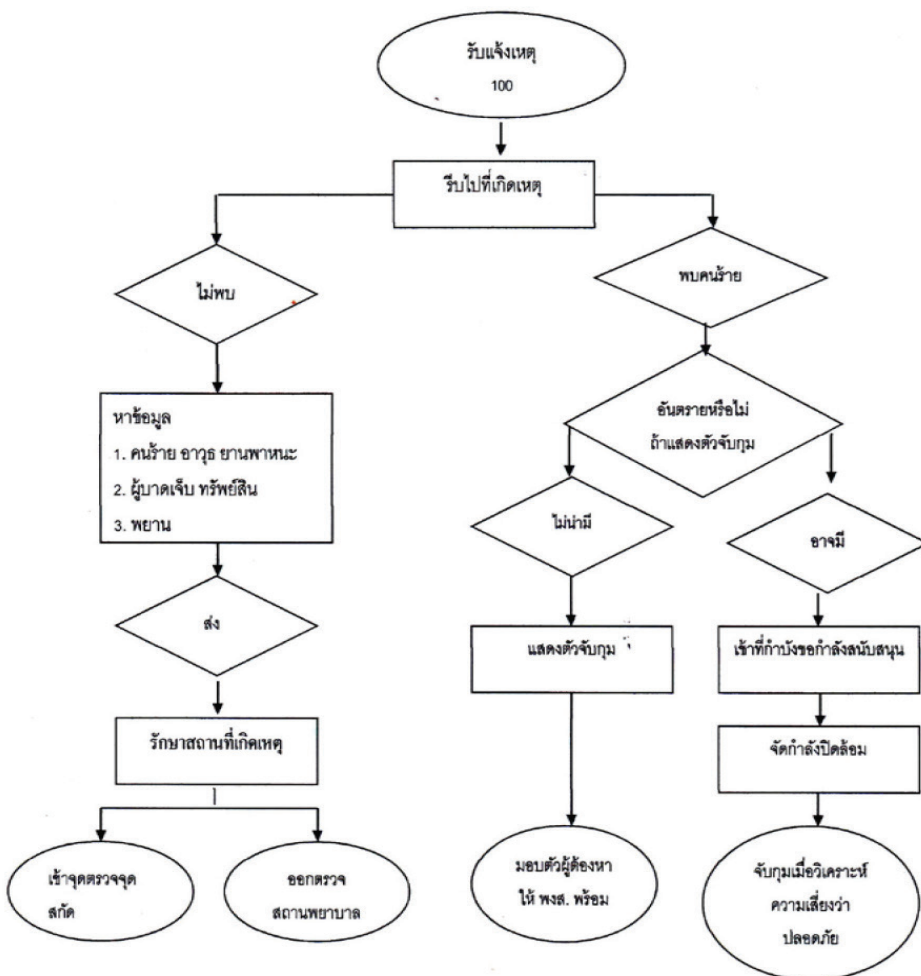 รับแจ้งเหตุ
100
รีบไปที่เกิดเหตุ
ไม่พบ
หาข้อมูล
1. คนร้าย อาวุธ ยานพาหนะ
2. ผู้บาดเจ็บ ทรัพย์สิน
3. พยาน
ส่ง
รักษาสถานที่เกิดเหตุ
เข้าจุดตรวจจุด
สกัด
ออกตรวจ
สถานพยาบาล
พบคนร้าย
อันตรายหรือไม่
ถ้าแสดงตัวจับกุม
ไม่น่ามี
แสดงตัวจับกุม
มอบตัวผู้ต้องหา
ให้ พงส. พร้อม
อาจมี
เข้าที่กำบังขอกำลังสนับสนุน
จัดกำลังปิดล้อม
จับกุมเมื่อวิเคราะห์
ความเสี่ยงว่า
ปลอดภัย